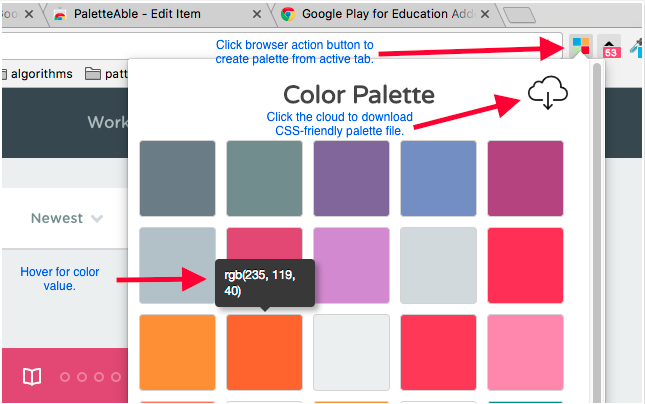 oo
PaletteAble - Edit Item
Google Play for Education Add
Click browser action button to
create palette from active tab.
53
algorithms
patt
Work
Color Palette
Click the cloud to download
CSS-friendly palette file.
Newest
Hover for color
value.
rgb(235, 119,
40)